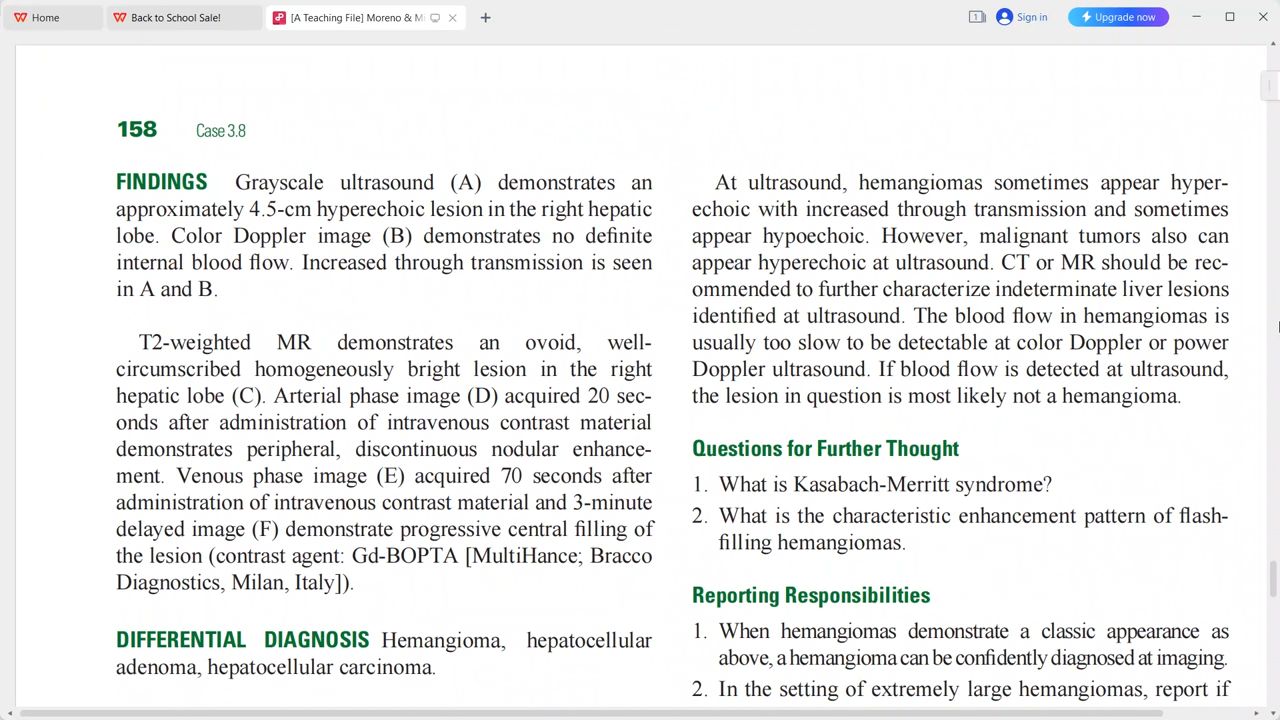 Home
Back to School Sale!
[A Teaching File] Moreno & Mi
1
Sign in
Upgrade now
158 Case 3.8
FINDINGS Grayscale ultrasound (A) demonstrates an
approximately 4.5-cm hyperechoic lesion in the right hepatic
lobe. Color Doppler image (B) demonstrates no definite
internal blood flow. Increased through transmission is seen
in A and B.
T2-weighted MR demonstrates an ovoid, well-
circumscribed homogeneously bright lesion in the right
hepatic lobe (C). Arterial phase image (D) acquired 20 sec-
onds after administration of intravenous contrast material
demonstrates peripheral, discontinuous nodular enhance-
ment. Venous phase image (E) acquired 70 seconds after
administration of intravenous contrast material and 3-minute
delayed image (F) demonstrate progressive central filling of
the lesion (contrast agent: Gd-BOPTA [MultiHance; Bracco
Diagnostics, Milan, Italy]).
DIFFERENTIAL DIAGNOSIS Hemangioma, hepatocellular
adenoma, hepatocellular carcinoma.
At ultrasound, hemangiomas sometimes appear hyper-
echoic with increased through transmission and sometimes
appear hypoechoic. However, malignant tumors also can
appear hyperechoic at ultrasound. CT or MR should be rec-
ommended to further characterize indeterminate liver lesions
identified at ultrasound. The blood flow in hemangiomas is
usually too slow to be detectable at color Doppler or power
Doppler ultrasound. If blood flow is detected at ultrasound,
the lesion in question is most likely not a hemangioma.
Questions for Further Thought
1. What is Kasabach-Merritt syndrome?
2. What is the characteristic enhancement pattern of flash-
filling hemangiomas.
Reporting Responsibilities
1. When hemangiomas demonstrate a classic appearance as
above, a hemangioma can be confidently diagnosed at imaging.
2. In the setting of extremely large hemangiomas, report if